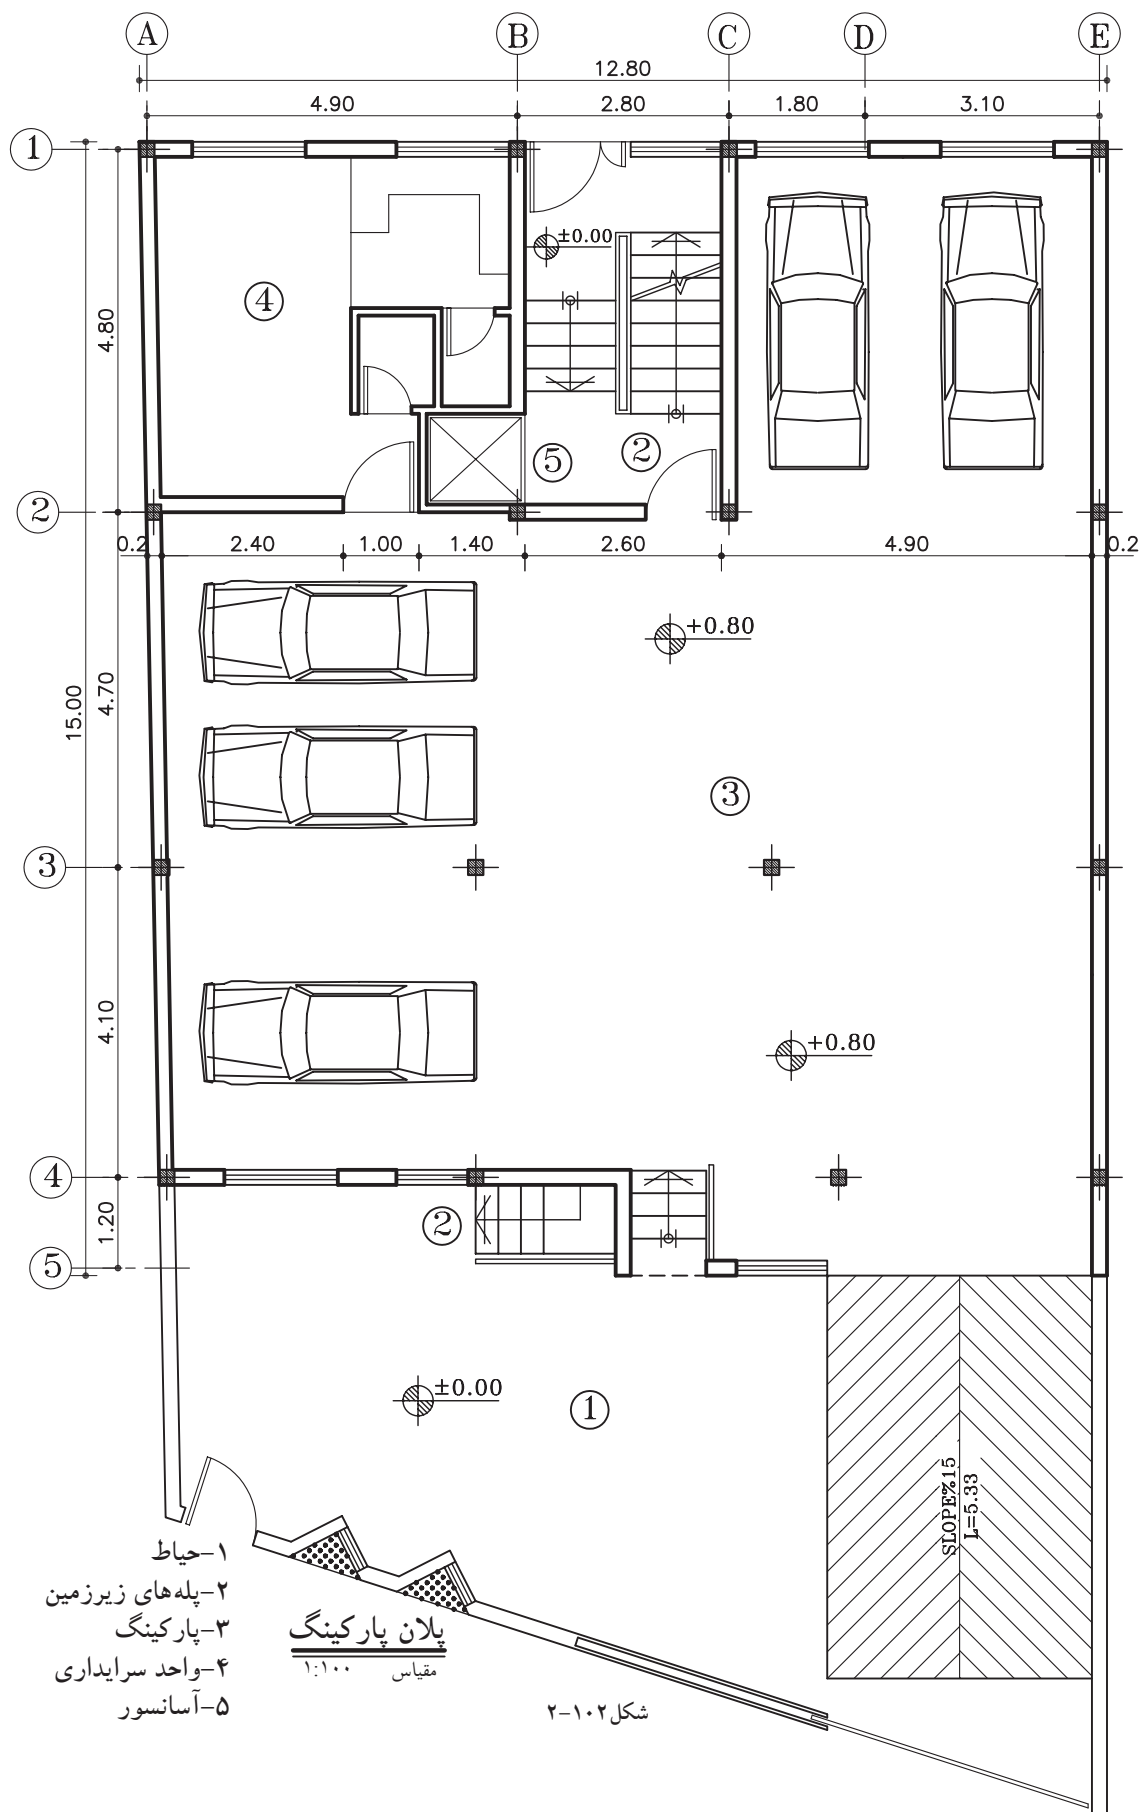 A B C D E
12.80
4.90 2.80 1.80 3.10
1
±0.00
4
4.80
5 2
2
0.2 2.40 1.00 1.40 2.60 4.90 0.2
+0.80
4.70
15.00
3
3
4.10
+0.80
4
1.20
2
5
±0.00
1
SLOPE%15
L=5.33
۱-حیاط
۲-پله‌های زیرزمین
۳-پارکینگ
۴-واحد سرایداری
۵-آسانسور
پلان پارکینگ
مقیاس ۱:۱۰۰
شکل ۱۰۲-۲